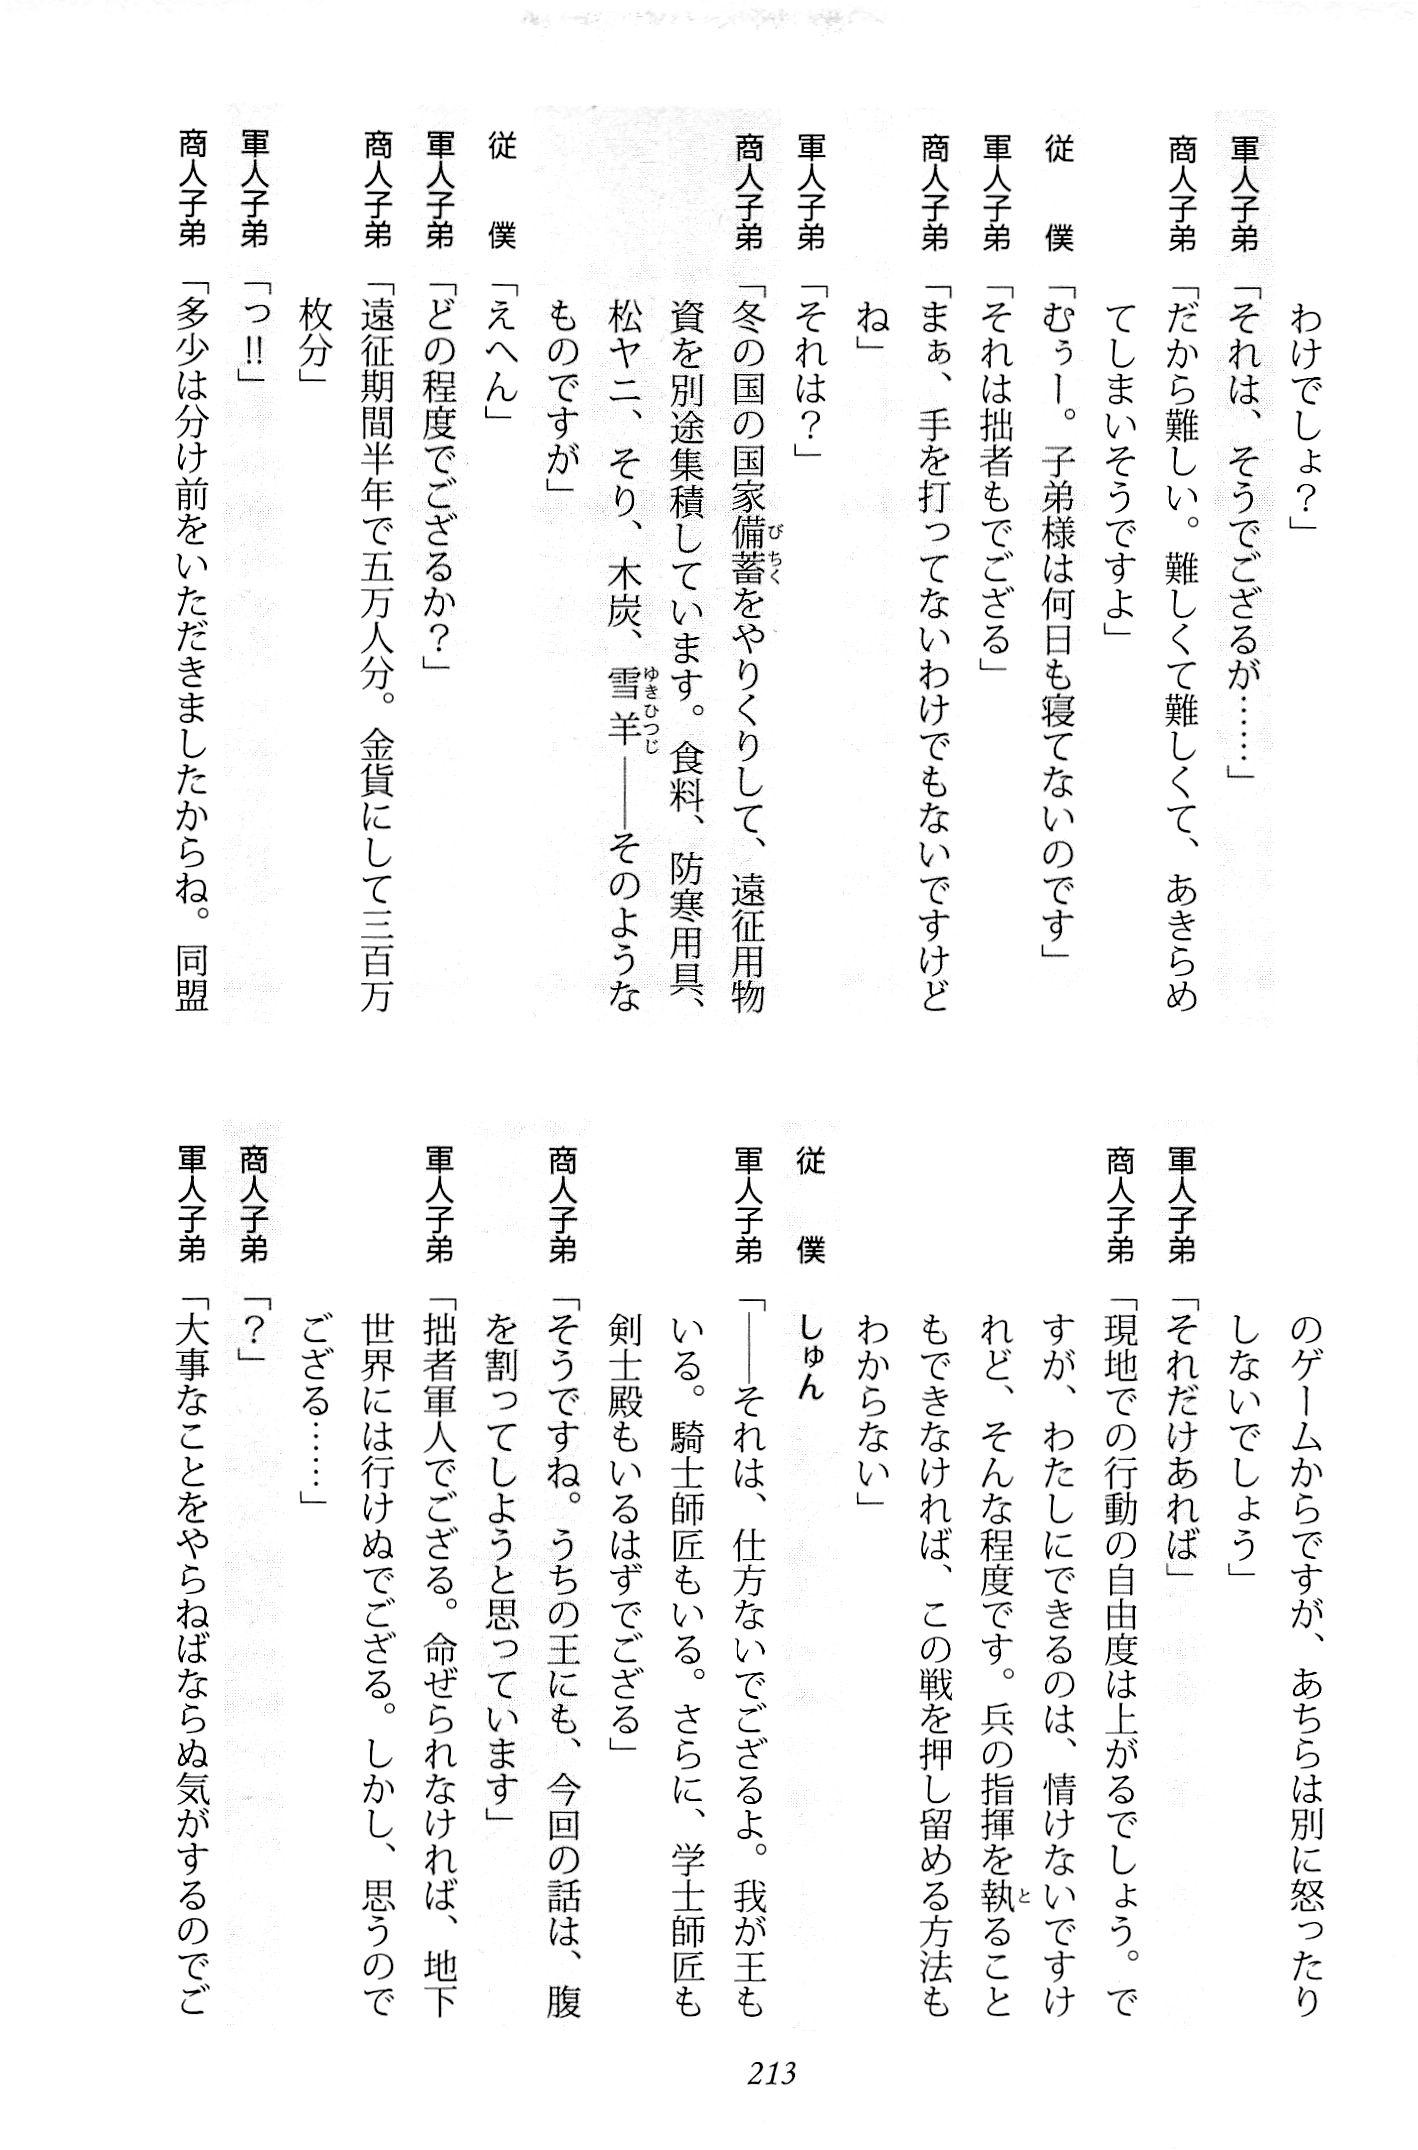 わけでしょ？」
軍人子弟「それは、そうでござるが……」
商人子弟「だから難しい。難しくて難しくて、あきらめ
てしまいそうですよ」
従　僕「むぅー。子弟様は何日も寝てないのです」
軍人子弟「それは拙者もでござる」
商人子弟「まぁ、手を打ってないわけでもないですけど
ね」
軍人子弟「それは？」
商人子弟「冬の国の国家備蓄をやりくりして、遠征用物
資を別途集積しています。食料、防寒用具、
松ヤニ、そり、木炭、雪羊――そのような
ものですが」
従　僕「えへん」
軍人子弟「どの程度でござるか？」
商人子弟「遠征期間半年で五万人分。金貨にして三百万
枚分」
軍人子弟「っ!!」
商人子弟「多少は分け前をいただきましたからね。同盟
のゲームからですが、あちらは別に怒ったり
しないでしょう」
軍人子弟「それだけあれば」
商人子弟「現地での行動の自由度は上がるでしょう。で
すが、わたしにできるのは、情けないですけ
れど、そんな程度です。兵の指揮を執ること
もできなければ、この戦を押し留める方法も
わからない」
従　僕　しゅん
軍人子弟「――それは、仕方ないでござるよ。我が王も
いる。騎士師匠もいる。さらに、学士師匠も
剣士殿もいるはずでござる」
商人子弟「そうですね。うちの王にも、今回の話は、腹
を割ってしようと思っています」
軍人子弟「拙者軍人でござる。命ぜられなければ、地下
世界には行けぬでござる。しかし、思うので
ござる……」
商人子弟「？」
軍人子弟「大事なことをやらねばならぬ気がするのでご
213